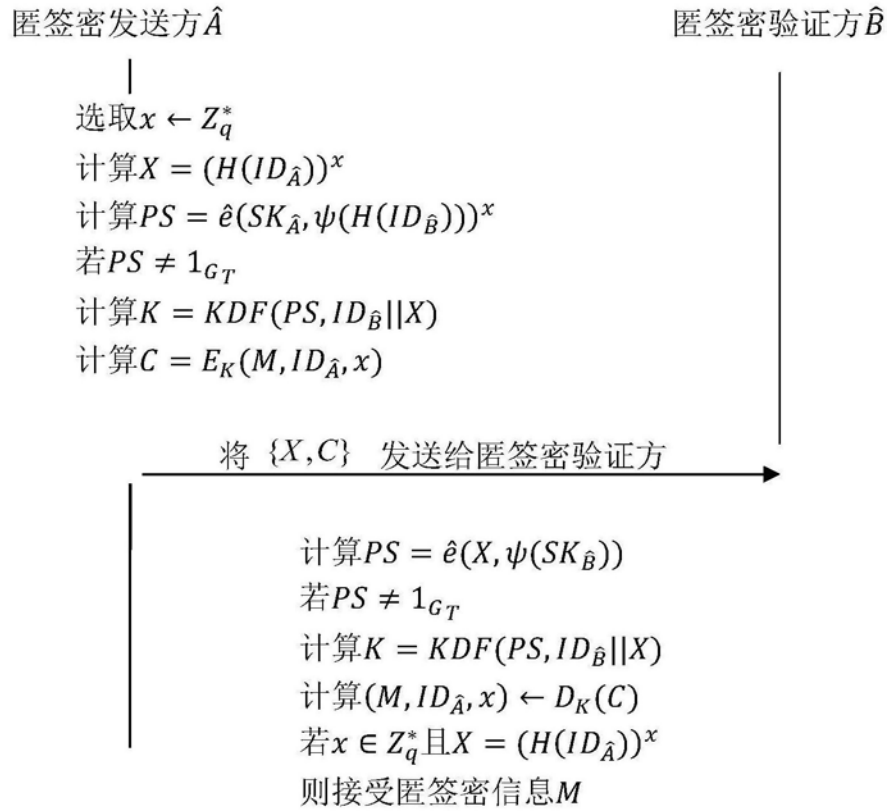 匿签密发送方Â
匿签密验证方B̂
选取x ← Z_q^*
计算X = (H(ID_Â))^x
计算PS = ê(SK_Â, ψ(H(ID_B̂)))^x
若PS ≠ 1_{G_T}
计算K = KDF(PS, ID_B̂||X)
计算C = E_K(M, ID_Â, x)
将 {X, C} 发送给匿签密验证方
计算PS = ê(X, ψ(SK_B̂))
若PS ≠ 1_{G_T}
计算K = KDF(PS, ID_B̂||X)
计算(M, ID_Â, x) ← D_K(C)
若x ∈ Z_q^*且X = (H(ID_Â))^x
则接受匿签密信息M